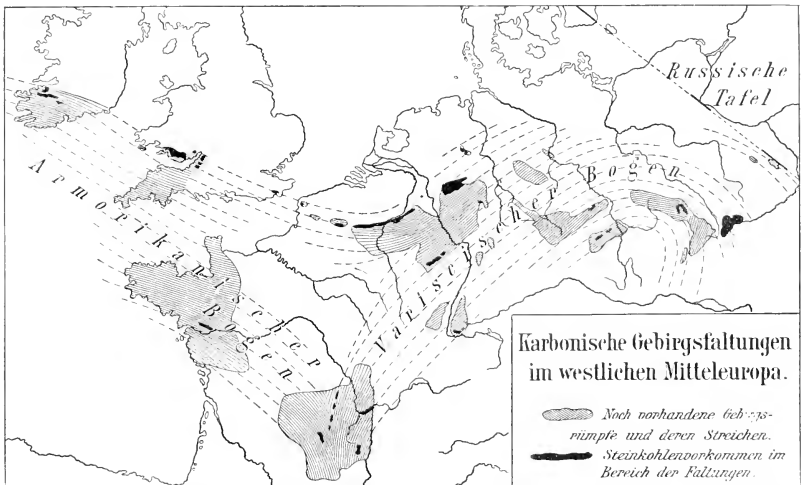 Russische
Tafel
Armorikanischer
Bogen
Variscischer
Bogen
Karbonische Gebirgsfaltungen
im westlichen Mitteleuropa.
Noch vorhandene Gebirgs-
rümpfe und deren Streichen.
Steinkohlenvorkommen im
Bereich der Faltungen.